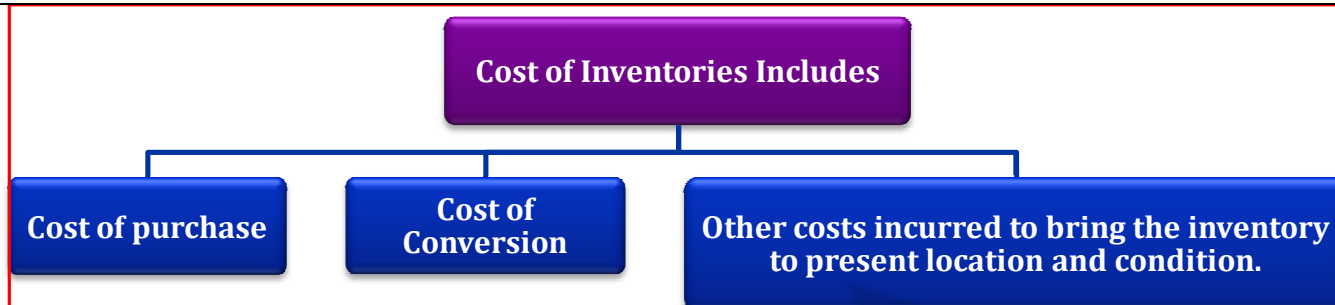 Cost of Inventories Includes
Cost of purchase
Cost of
Conversion
Other costs incurred to bring the inventory
to present location and condition.